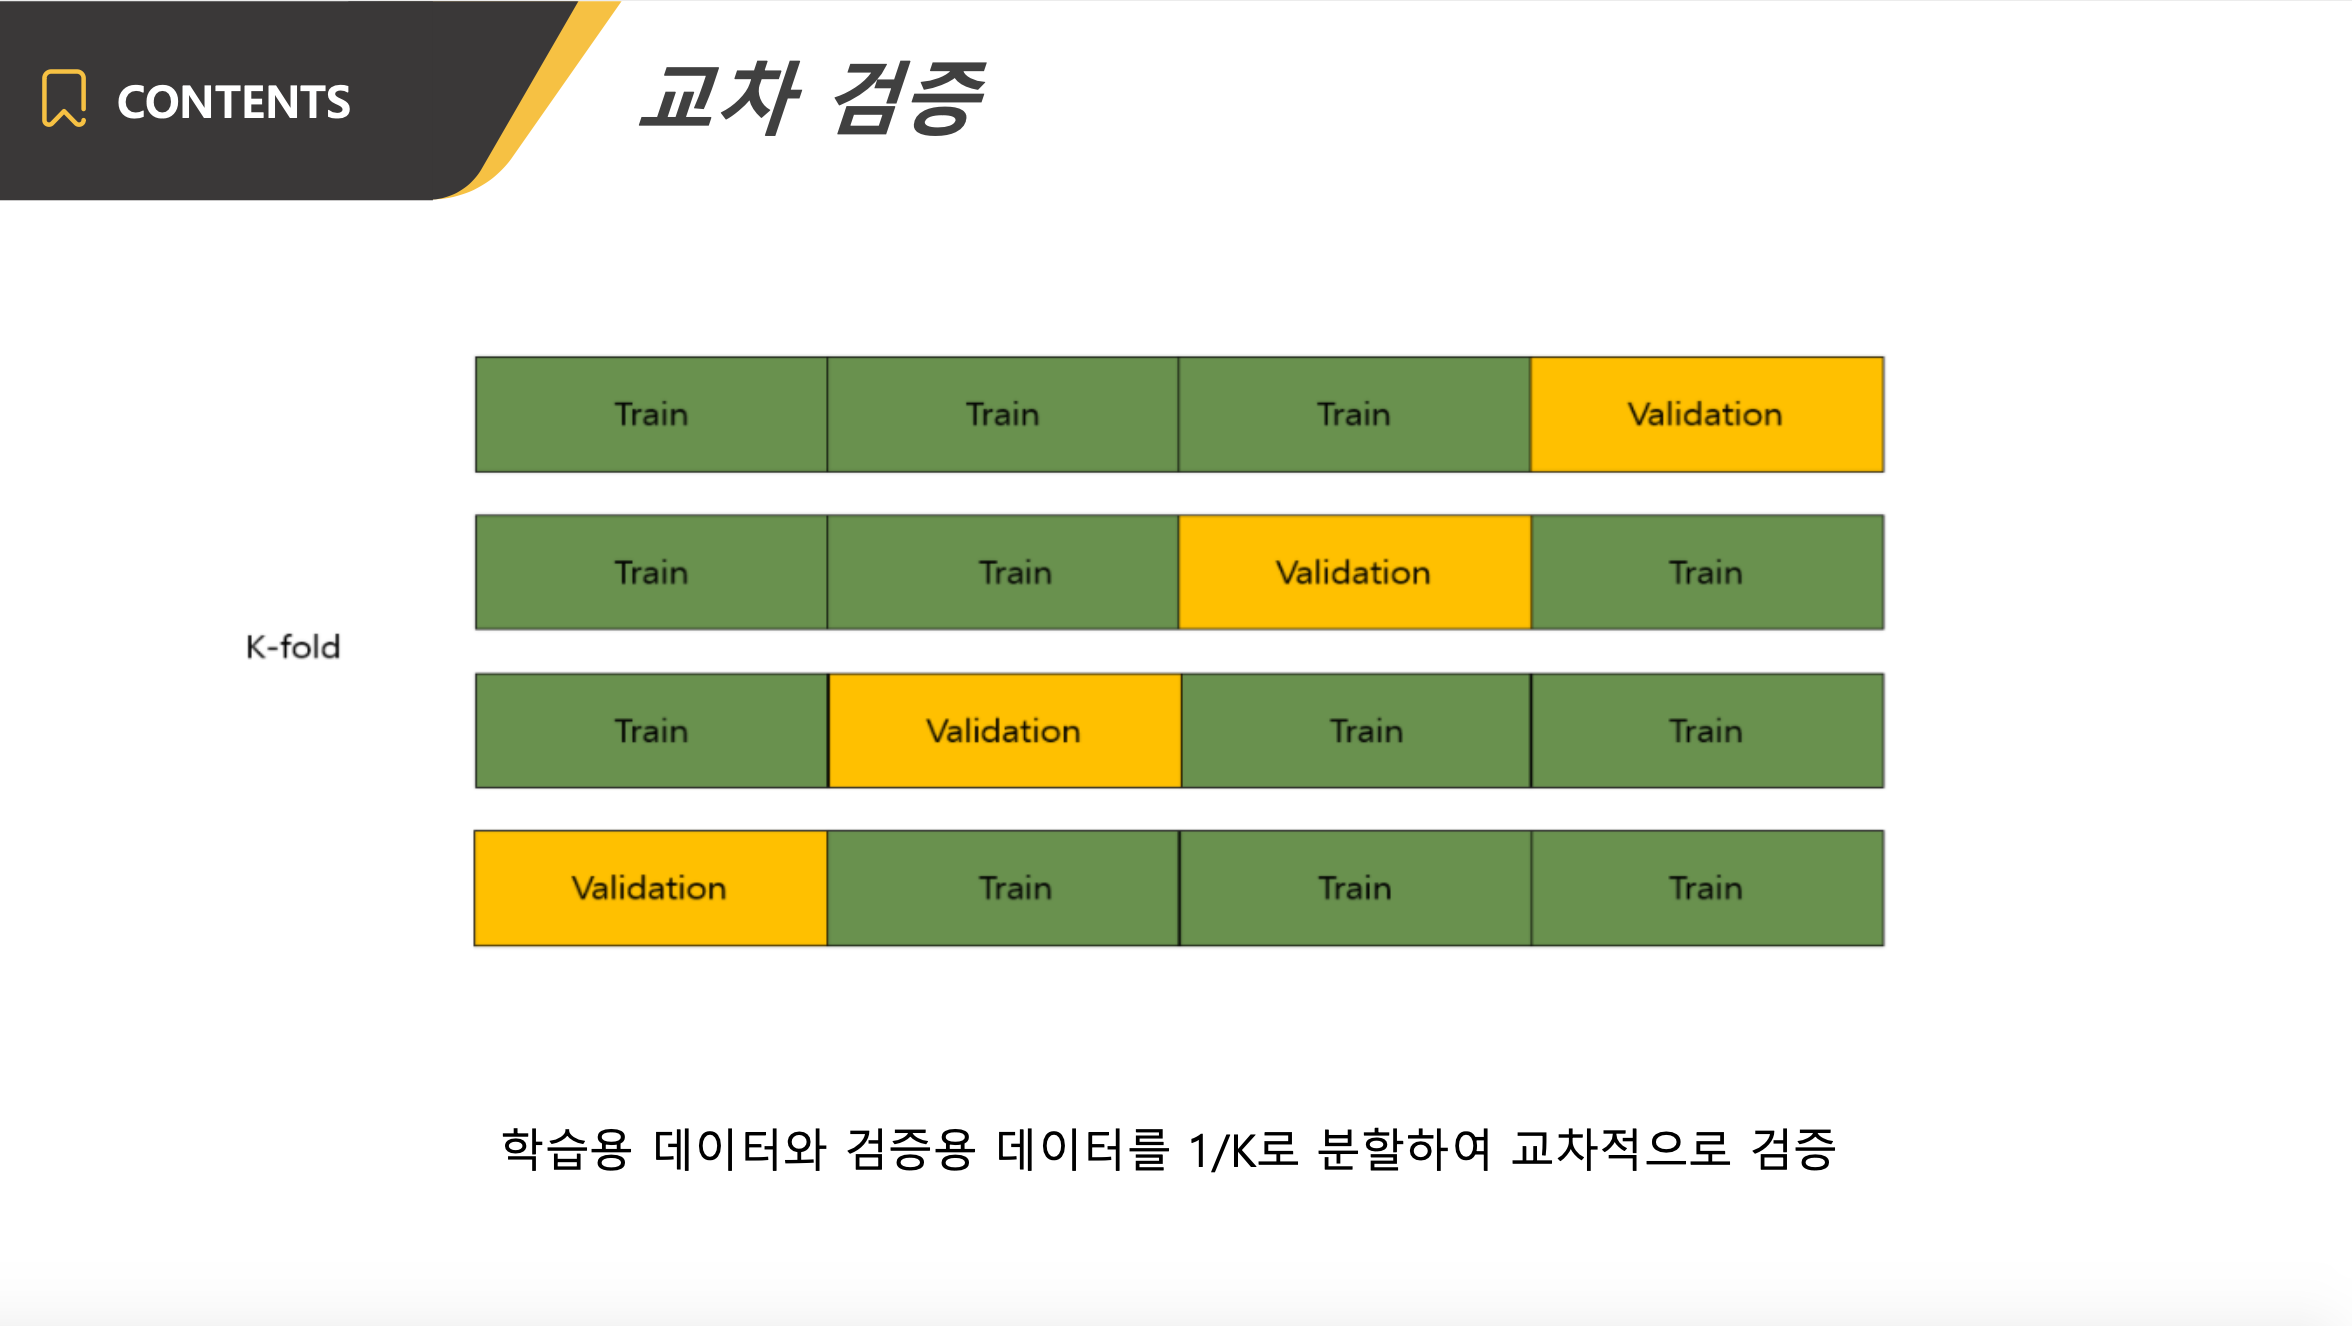 CONTENTS
교차 검증
Train Train Train Validation
Train Train Validation Train
K-fold
Train Validation Train Train
Validation Train Train Train
학습용 데이터와 검증용 데이터를 1/K로 분할하여 교차적으로 검증